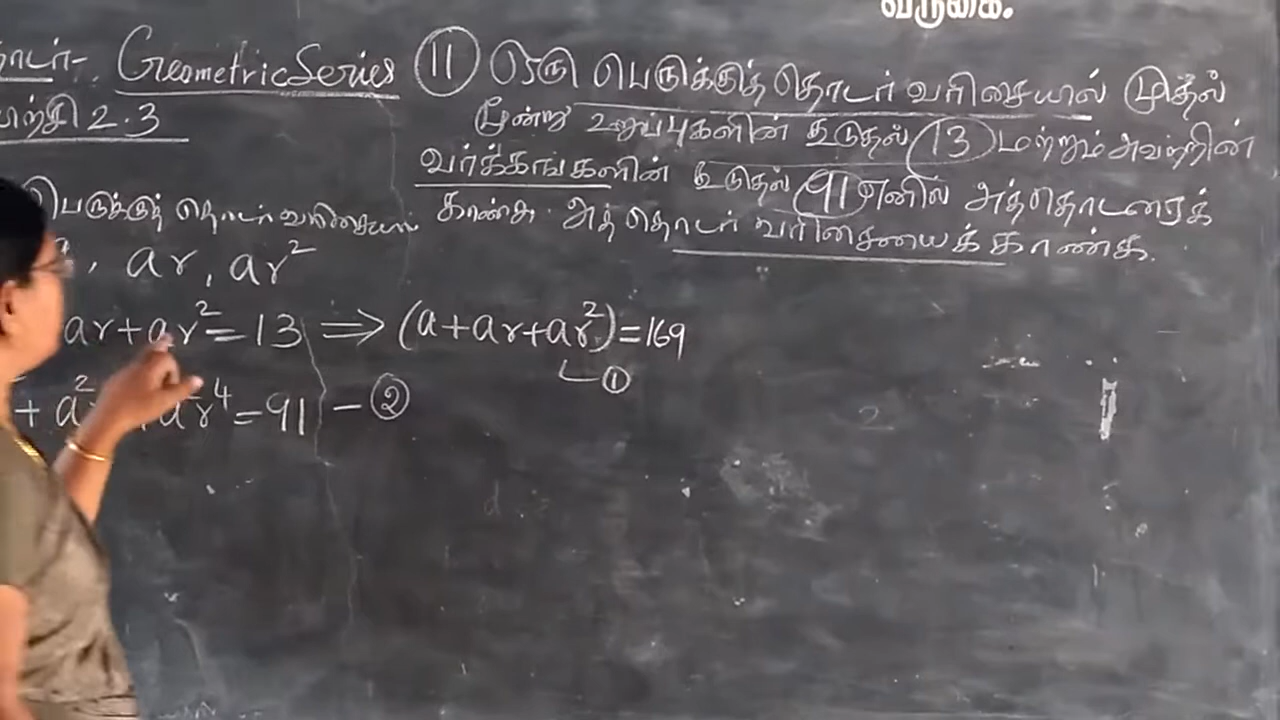 வருகை.
Geometric Series
2.3
(11) ஒரு பெருக்குத் தொடர் வரிசையில் முதல்
மூன்று உறுப்புகளின் கூடுதல் 13 மற்றும் அவற்றின்
வர்க்கங்களின் கூடுதல் 91 எனில் அத்தொடரைக்
காண்க. அத் தொடர் வரிசையைக் காண்க.
பெருக்குத் தொடர் வரிசையில்
, ar, ar²
ar+ar²=13 ⇒ (a+ar+ar²)=169
①
+ a² r⁴=91 – ②